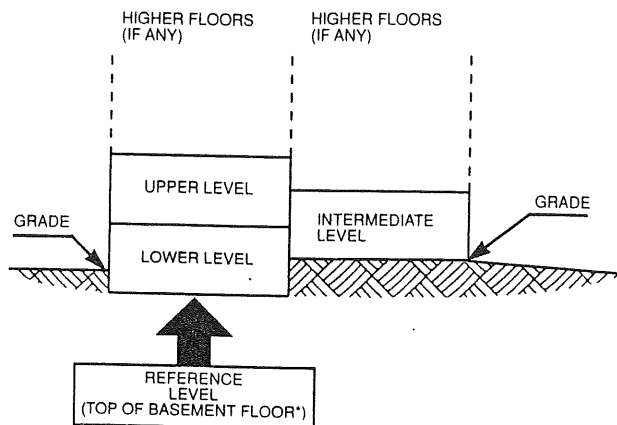 HIGHER FLOORS
(IF ANY)
HIGHER FLOORS
(IF ANY)
UPPER LEVEL
GRADE
LOWER LEVEL
INTERMEDIATE
LEVEL
GRADE
REFERENCE
LEVEL
(TOP OF BASEMENT FLOOR*)